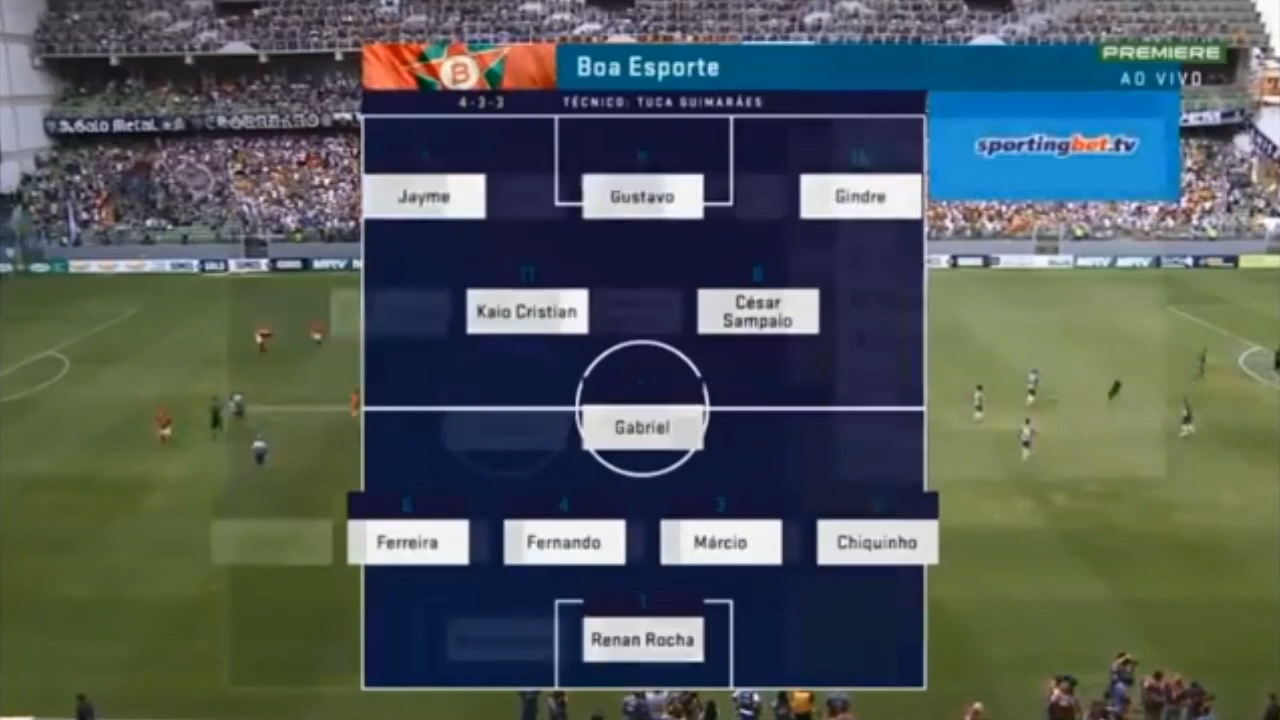 B
Boa Esporte
PREMIERE
AO VIVO
4-3-3
TÉCNICO: TUCA GUIMARÃES
sportingbet.tv
9
Jayme
Gustavo
Gindre
11
8
Kaio Cristian
César
Sampaio
Gabriel
6
4
3
Ferreira
Fernando
Márcio
Chiquinho
1
Renan Rocha